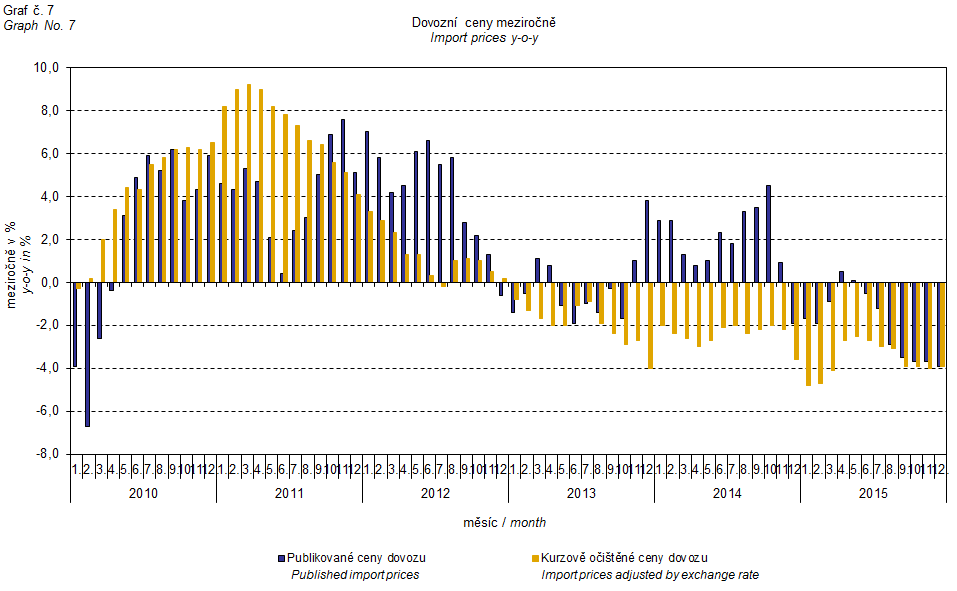 Graf č. 7
Graph No. 7
Dovozní ceny meziročně
Import prices y-o-y
meziročně v %
y-o-y in %
10,0
8,0
6,0
4,0
2,0
0,0
-2,0
-4,0
-6,0
-8,0
1. 2. 3. 4. 5. 6. 7. 8. 9. 10 11 12 1. 2. 3. 4. 5. 6. 7. 8. 9. 10 11 12 1. 2. 3. 4. 5. 6. 7. 8. 9. 10 11 12 1. 2. 3. 4. 5. 6. 7. 8. 9. 10 11 12 1. 2. 3. 4. 5. 6. 7. 8. 9. 10 11 12 1. 2. 3. 4. 5. 6. 7. 8. 9. 10 11 12.
2010 2011 2012 2013 2014 2015
měsíc / month
Publikované ceny dovozu Kurzově očištěné ceny dovozu
Published import prices Import prices adjusted by exchange rate